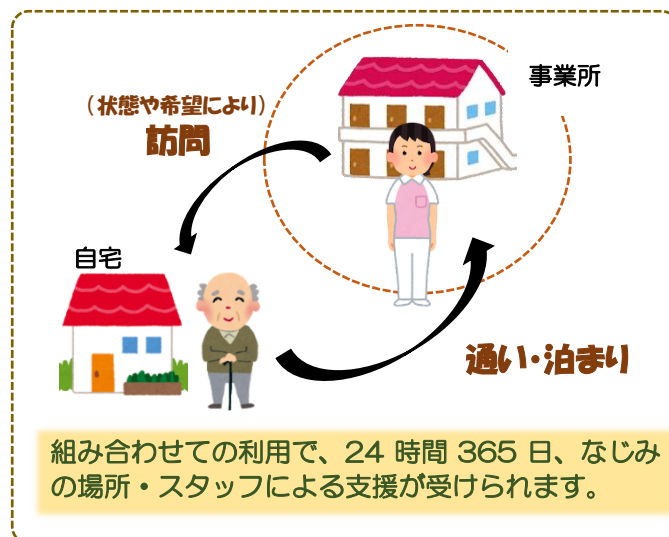 事業所
（状態や希望により）
訪問
自宅
通い・泊まり
組み合わせての利用で、24 時間 365 日、なじみ
の場所・スタッフによる支援が受けられます。